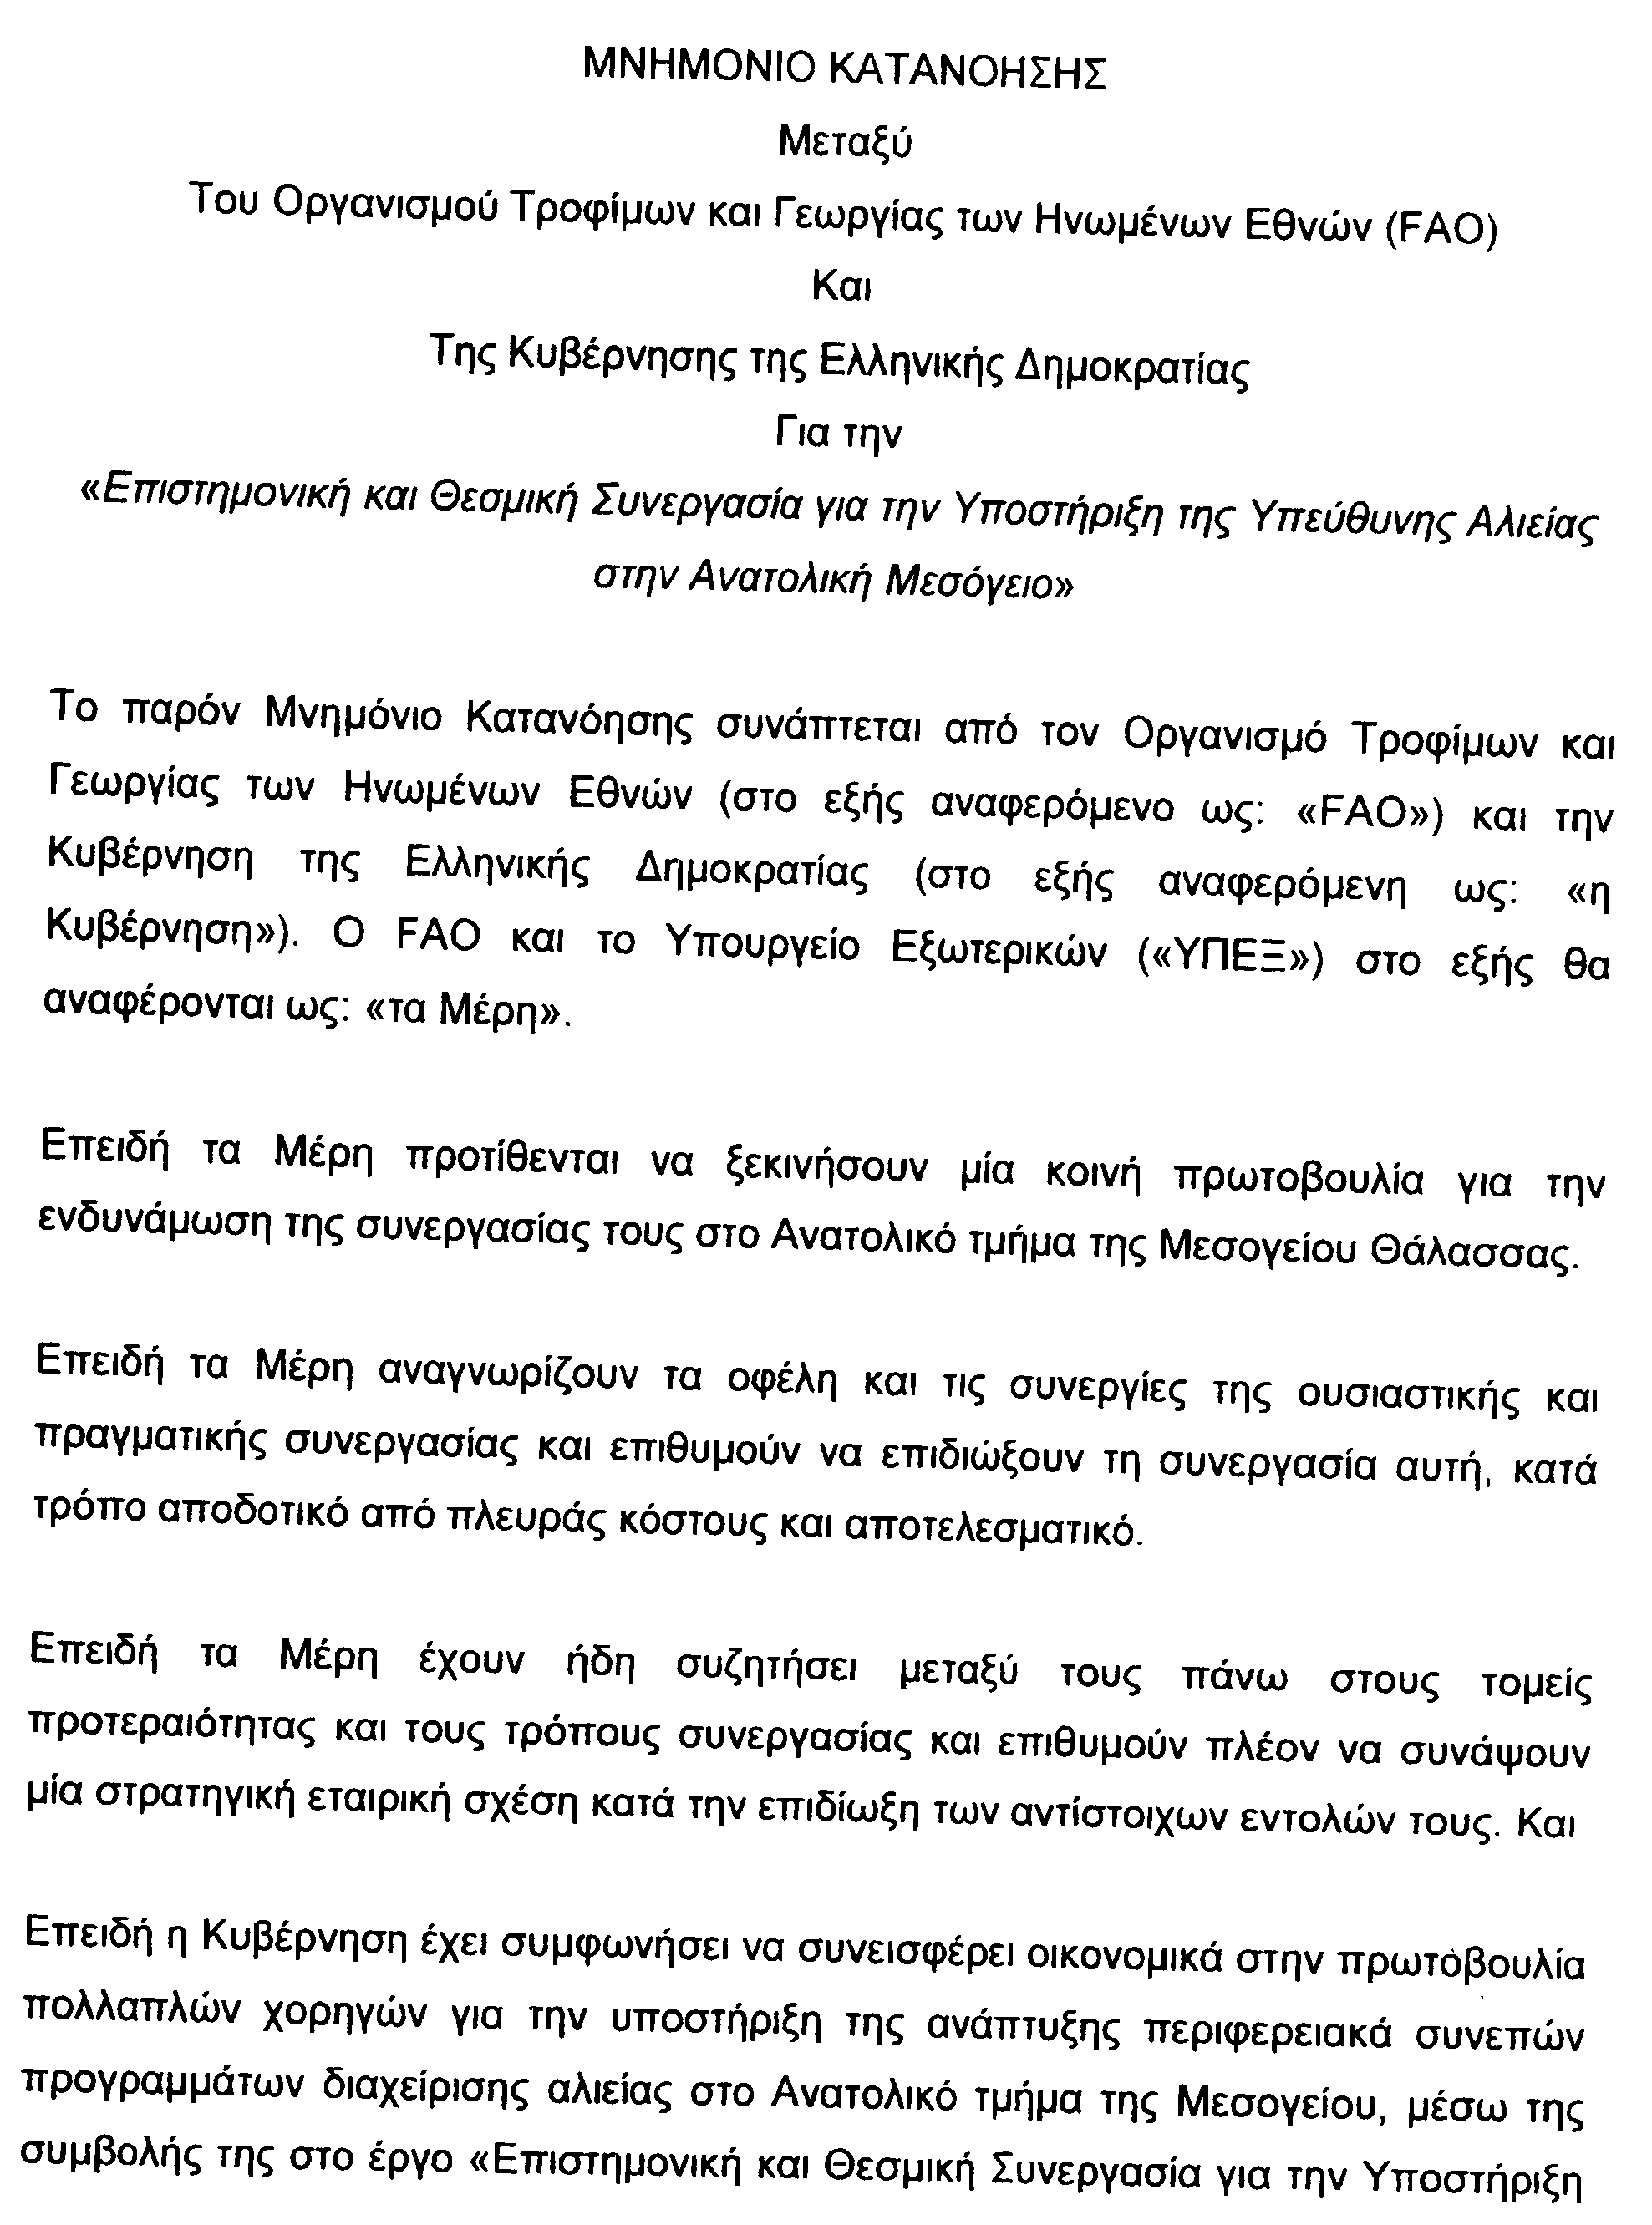 ΜΝΗΜΟΝΙΟ ΚΑΤΑΝΟΗΣΗΣ
Μεταξύ
Του Οργανισμού Τροφίμων και Γεωργίας των Ηνωμένων Εθνών (FAO)
Και
Της Κυβέρνησης της Ελληνικής Δημοκρατίας
Για την
«Επιστημονική και Θεσμική Συνεργασία για την Υποστήριξη της Υπεύθυνης Αλιείας
στην Ανατολική Μεσόγειο»
Το παρόν Μνημόνιο Κατανόησης συνάπτεται από τον Οργανισμό Τροφίμων και
Γεωργίας των Ηνωμένων Εθνών (στο εξής αναφερόμενο ως: «FAO») και την
Κυβέρνηση της Ελληνικής Δημοκρατίας (στο εξής αναφερόμενη ως: «η
Κυβέρνηση»). Ο FAO και το Υπουργείο Εξωτερικών («ΥΠΕΞ») στο εξής θα
αναφέρονται ως: «τα Μέρη».
Επειδή τα Μέρη προτίθενται να ξεκινήσουν μία κοινή πρωτοβουλία για την
ενδυνάμωση της συνεργασίας τους στο Ανατολικό τμήμα της Μεσογείου Θάλασσας.
Επειδή τα Μέρη αναγνωρίζουν τα οφέλη και τις συνεργίες της ουσιαστικής και
πραγματικής συνεργασίας και επιθυμούν να επιδιώξουν τη συνεργασία αυτή, κατά
τρόπο αποδοτικό από πλευράς κόστους και αποτελεσματικό.
Επειδή τα Μέρη έχουν ήδη συζητήσει μεταξύ τους πάνω στους τομείς
προτεραιότητας και τους τρόπους συνεργασίας και επιθυμούν πλέον να συνάψουν
μία στρατηγική εταιρική σχέση κατά την επιδίωξη των αντίστοιχων εντολών τους. Και
Επειδή η Κυβέρνηση έχει συμφωνήσει να συνεισφέρει οικονομικά στην πρωτοβουλία
πολλαπλών χορηγών για την υποστήριξη της ανάπτυξης περιφερειακά συνεπών
προγραμμάτων διαχείρισης αλιείας στο Ανατολικό τμήμα της Μεσογείου, μέσω της
συμβολής της στο έργο «Επιστημονική και Θεσμική Συνεργασία για την Υποστήριξη